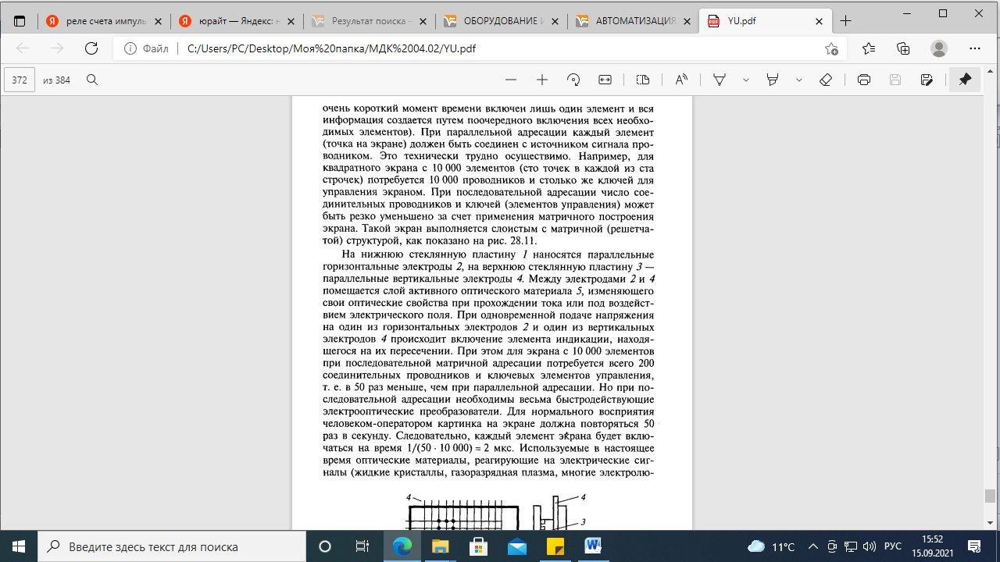 реле счета импуль
юрайт — Яндекс: н
Результат поиска –
ОБОРУДОВАНИЕ И
АВТОМАТИЗАЦИЯ
YU.pdf
Файл
C:/Users/PC/Desktop/Моя%20папка/МДК%2004.02/YU.pdf
372
из 384
очень короткий момент времени включен лишь один элемент и вся
информация создается путем поочередного включения всех необхо-
димых элементов). При параллельной адресации каждый элемент
(точка на экране) должен быть соединен с источником сигнала про-
водником. Это технически трудно осуществимо. Например, для
квадратного экрана с 10 000 элементов (сто точек в каждой из ста
строчек) потребуется 10 000 проводников и столько же ключей для
управления экраном. При последовательной адресации число сое-
динительных проводников и ключей (элементов управления) может
быть резко уменьшено за счет применения матричного построения
экрана. Такой экран выполняется слоистым с матричной (решетча-
той) структурой, как показано на рис. 28.11.
На нижнюю стеклянную пластину 1 наносятся параллельные
горизонтальные электроды 2, на верхнюю стеклянную пластину 3 —
параллельные вертикальные электроды 4. Между электродами 2 и 4
помещается слой активного оптического материала 5, изменяющего
свои оптические свойства при прохождении тока или под воздейст-
вием электрического поля. При одновременной подаче напряжения
на один из горизонтальных электродов 2 и один из вертикальных
электродов 4 происходит включение элемента индикации, находя-
щегося на их пересечении. При этом для экрана с 10 000 элементов
при последовательной матричной адресации потребуется всего 200
соединительных проводников и ключевых элементов управления,
т. е. в 50 раз меньше, чем при параллельной адресации. Но при по-
следовательной адресации необходимы весьма быстродействующие
электрооптические преобразователи. Для нормального восприятия
человеком-оператором картинка на экране должна повторяться 50
раз в секунду. Следовательно, каждый элемент экрана будет вклю-
чаться на время 1/(50 · 10 000) = 2 мкс. Используемые в настоящее
время оптические материалы, реагирующие на электрические сиг-
налы (жидкие кристаллы, газоразрядная плазма, многие электролю-
4
4
3
Введите здесь текст для поиска
11°C
РУС
15:52
15.09.2021